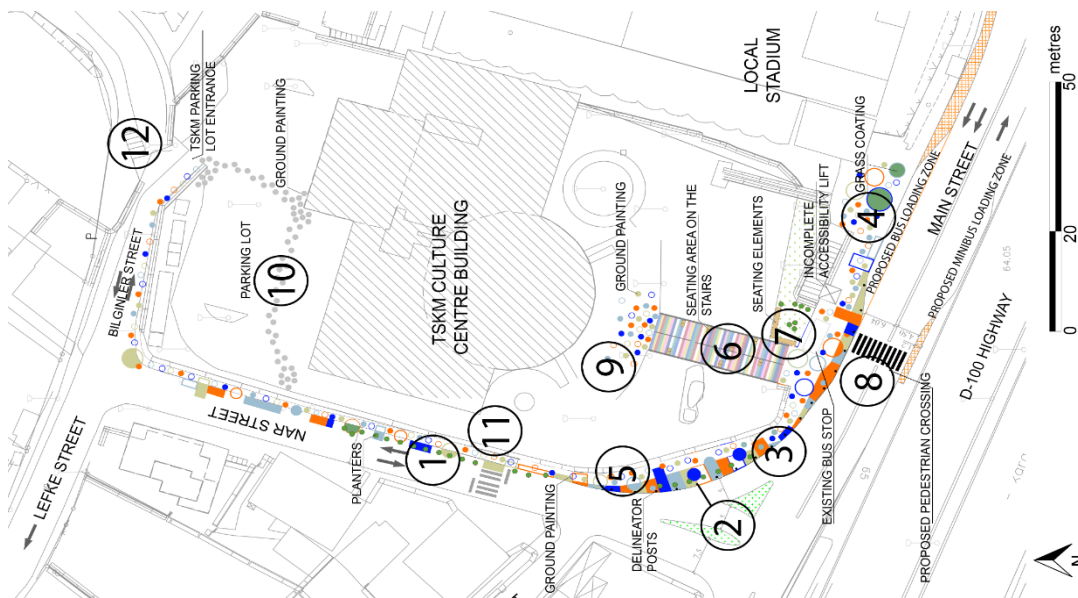 LEFKE STREET
BILGINLER STREET
12
TSKM PARKING
LOT ENTRANCE
P
NAR STREET
PARKING LOT
10
GROUND PAINTING
PLANTERS
1
11
TSKM CULTURE
CENTRE BUILDING
GROUND PAINTING
5
DELINEATOR
POSTS
2
9
GROUND PAINTING
6
SEATING AREA ON THE
STAIRS
3
7
SEATING ELEMENTS
LOCAL
STADIUM
EXISTING BUS STOP
INCOMPLETE
ACCESSIBILITY LIFT
4
GRASS COATING
8
PROPOSED BUS LOADING ZONE
PROPOSED PEDESTRIAN CROSSING
MAIN STREET
PROPOSED MINIBUS LOADING ZONE
D-100 HIGHWAY
64.05
N
0
20
50
metres